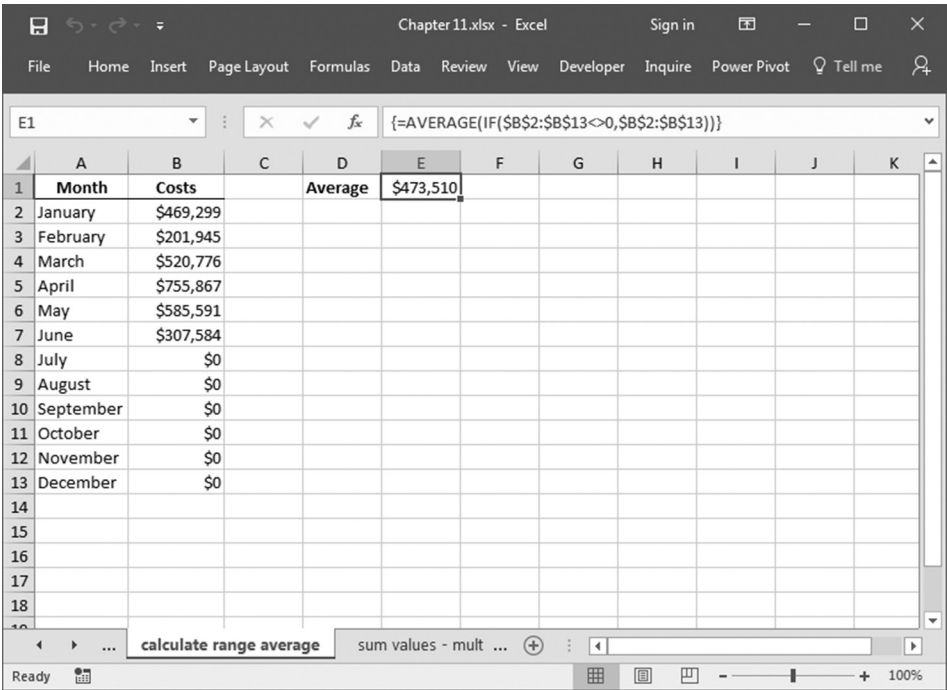 Chapter 11.xlsx - Excel Sign in
File Home Insert Page Layout Formulas Data Review View Developer Inquire Power Pivot Tell me
E1 fx {=AVERAGE(IF($B$2:$B$13<>0,$B$2:$B$13))}
A B C D E F G H I J K
1 Month Costs Average $473,510
2 January $469,299
3 February $201,945
4 March $520,776
5 April $755,867
6 May $585,591
7 June $307,584
8 July $0
9 August $0
10 September $0
11 October $0
12 November $0
13 December $0
14
15
16
17
18
... calculate range average sum values - mult ...
Ready 100%